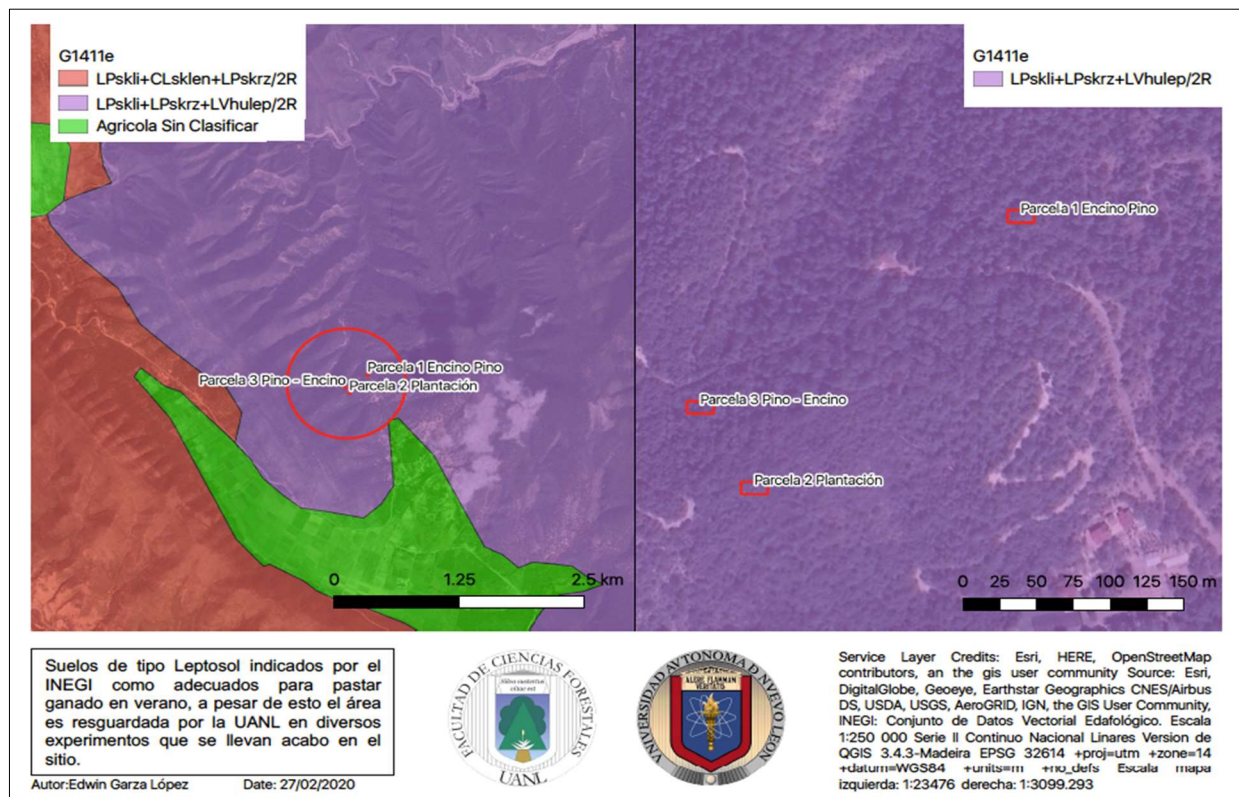 G1411e
LPskli+CLsklen+LPskrz/2R
LPskli+LPskrz+LVhulep/2R
Agricola Sin Clasificar
Parcela 1 Encino Pino
Parcela 3 Pino - Encino
Parcela 2 Plantación
0 1.25 2.5 km
G1411e
LPskli+LPskrz+LVhulep/2R
Parcela 1 Encino Pino
Parcela 3 Pino - Encino
Parcela 2 Plantación
0 25 50 75 100 125 150 m
Suelos de tipo Leptosol indicados por el
INEGI como adecuados para pastar
ganado en verano, a pesar de esto el área
es resguardada por la UANL en diversos
experimentos que se llevan acabo en el
sitio.
Autor:Edwin Garza López Date: 27/02/2020
FACULTAD DE CIENCIAS FORESTALES
UANL
UNIVERSIDAD AVTONOMA D NVEVO LEON
ALERE FLAMMAM
VERITATIS
Service Layer Credits: Esri, HERE, OpenStreetMap
contributors, an the gis user community Source: Esri,
DigitalGlobe, Geoeye, Earthstar Geographics CNES/Airbus
DS, USDA, USGS, AeroGRID, IGN, the GIS User Community,
INEGI: Conjunto de Datos Vectorial Edafológico. Escala
1:250 000 Serie II Continuo Nacional Linares Version de
QGIS 3.4.3-Madeira EPSG 32614 +proj=utm +zone=14
+datum=WGS84 +units=m +no_defs Escala mapa
izquierda: 1:23476 derecha: 1:3099.293